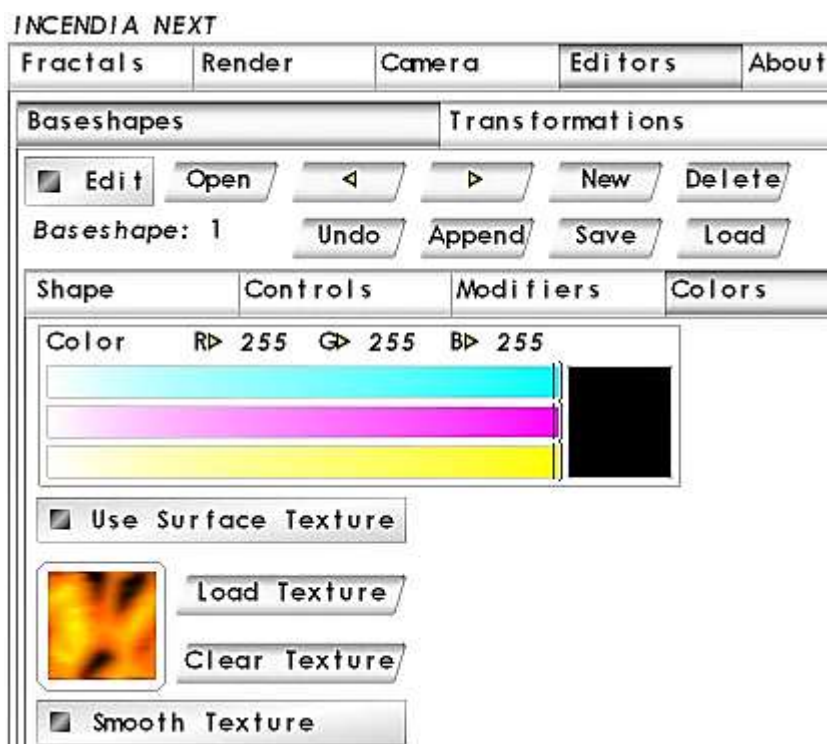 INCENDIA NEXT
Fractals Render Camera Editors About
Baseshapes Transformations
Edit Open New Delete
Baseshape: 1 Undo Append Save Load
Shape Controls Modifiers Colors
Color R 255 G 255 B 255
Use Surface Texture
Load Texture
Clear Texture
Smooth Texture